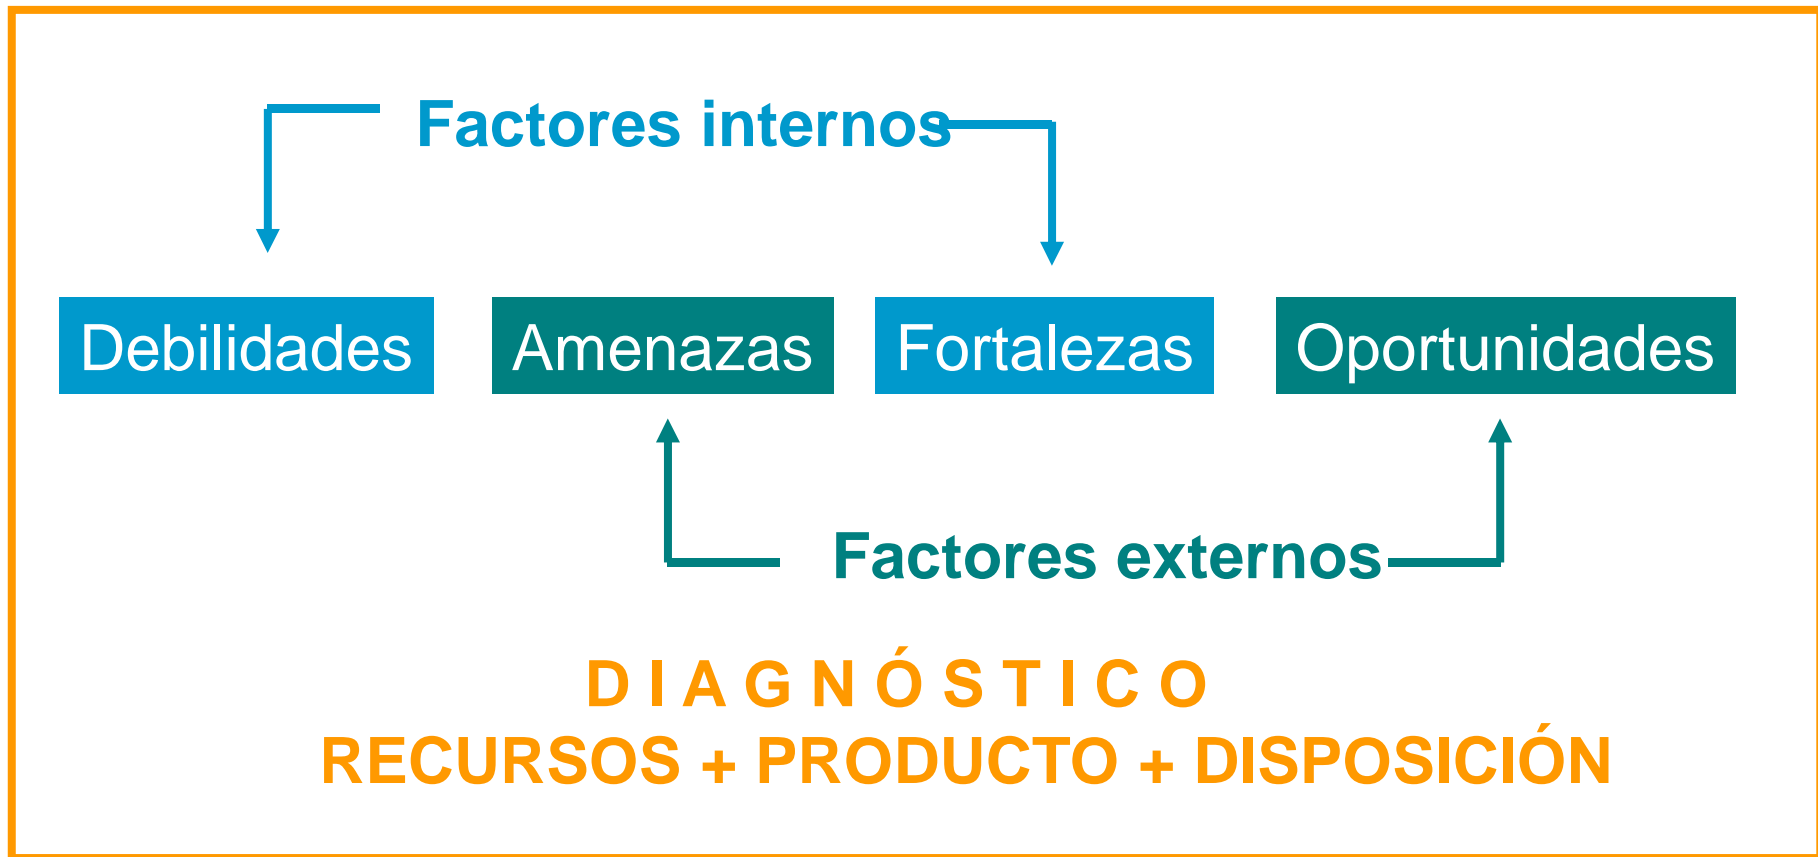 Factores internos
Debilidades Amenazas Fortalezas Oportunidades
Factores externos
D I A G N Ó S T I C O
RECURSOS + PRODUCTO + DISPOSICIÓN